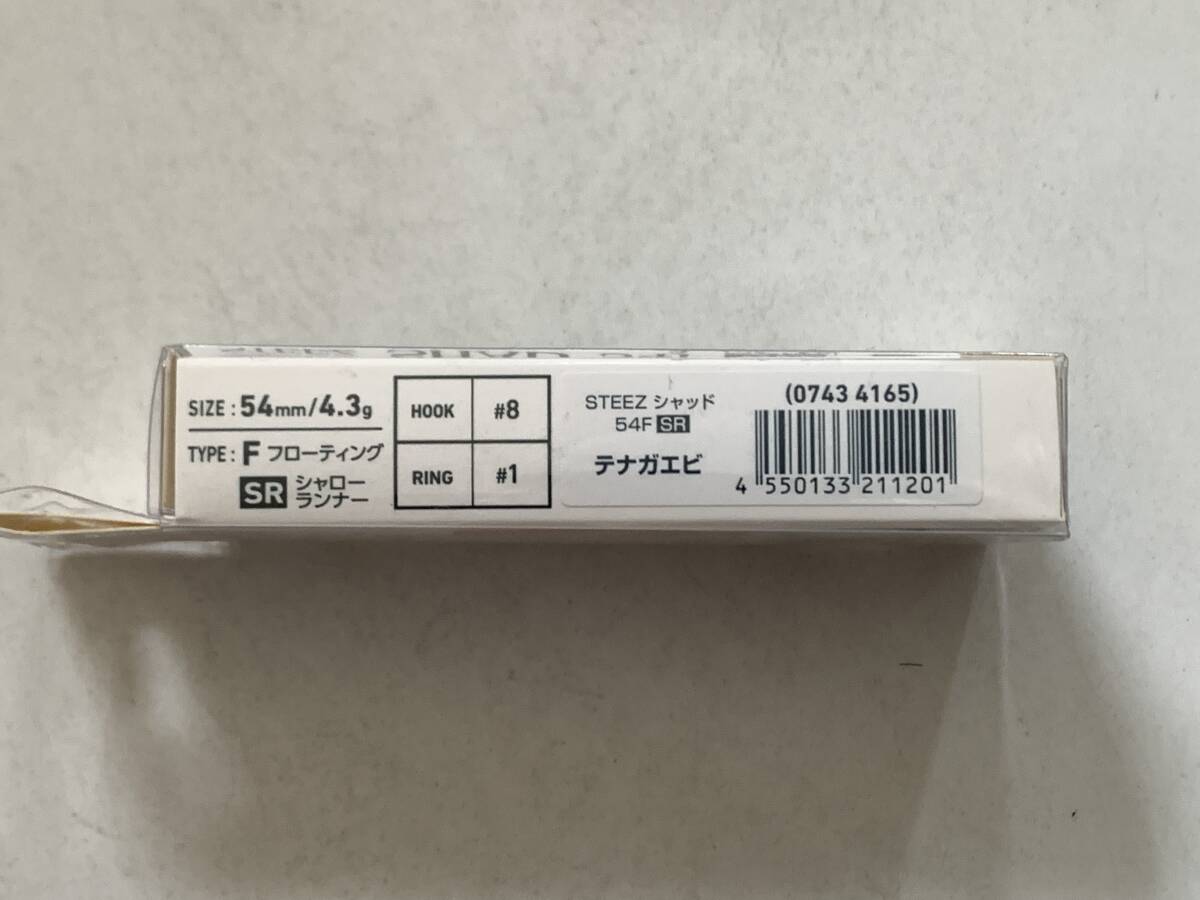 SIZE : 54mm/4.3g
TYPE : F フローティング
SR シャロー
ランナー
HOOK #8
RING #1
STEEZ シャッド
54F SR
テナガエビ
(0743 4165)
4 550133 211201